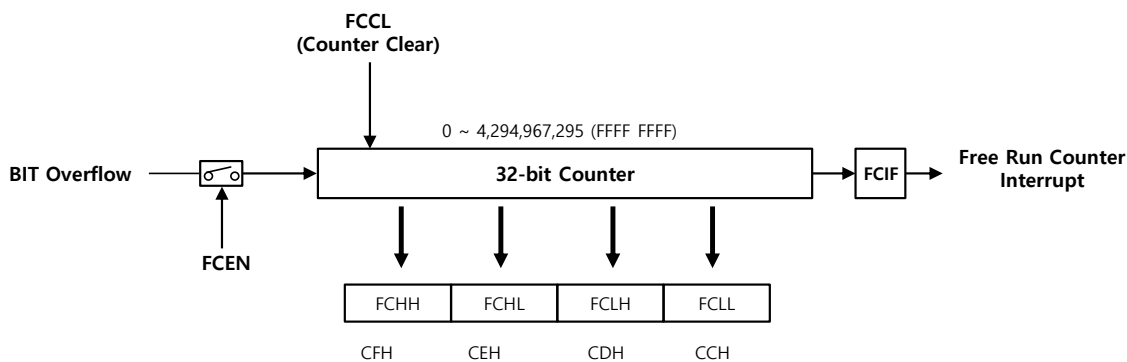 FCCL
(Counter Clear)
0 ~ 4,294,967,295 (FFFF FFFF)
BIT Overflow
32-bit Counter
FCIF
Free Run Counter
Interrupt
FCEN
FCHH
FCHL
FCLH
FCLL
CFH
CEH
CDH
CCH